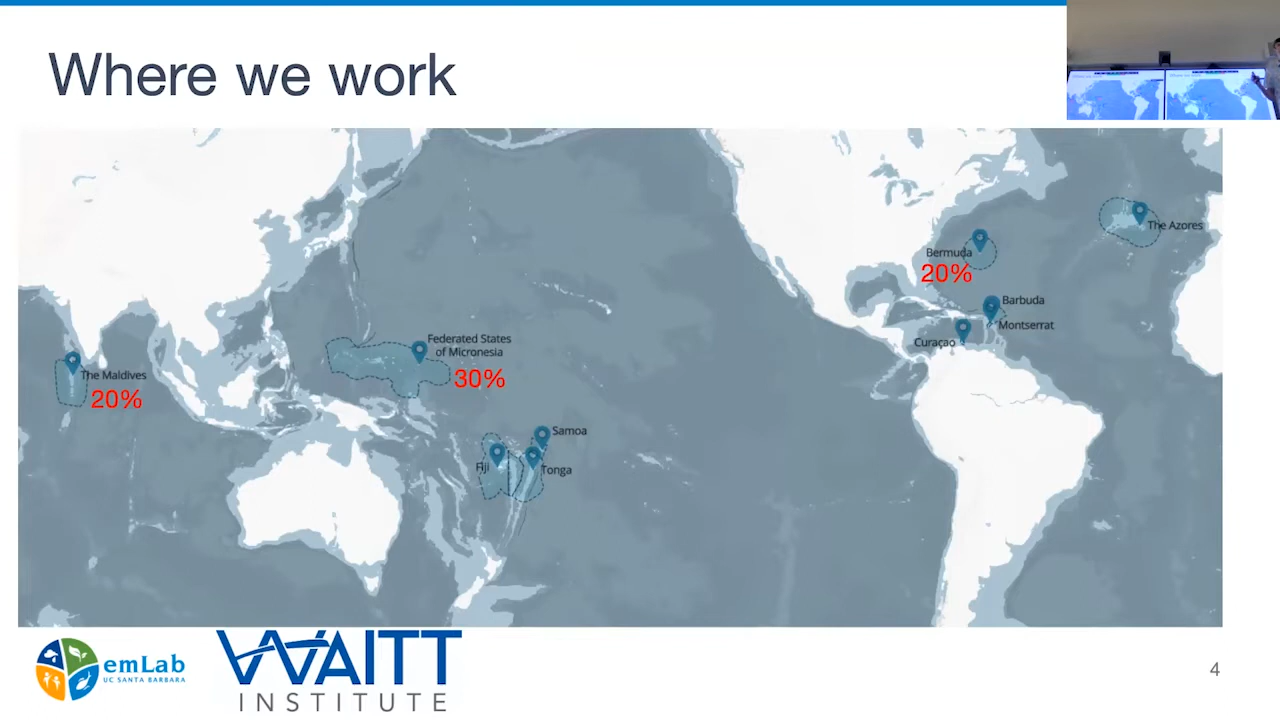 Where we work
The Azores
Bermuda
20%
Barbuda
Montserrat
Curaçao
Federated States
of Micronesia
30%
The Maldives
20%
Samoa
Fiji
Tonga
emLab
UC SANTA BARBARA
WAITT
INSTITUTE
4